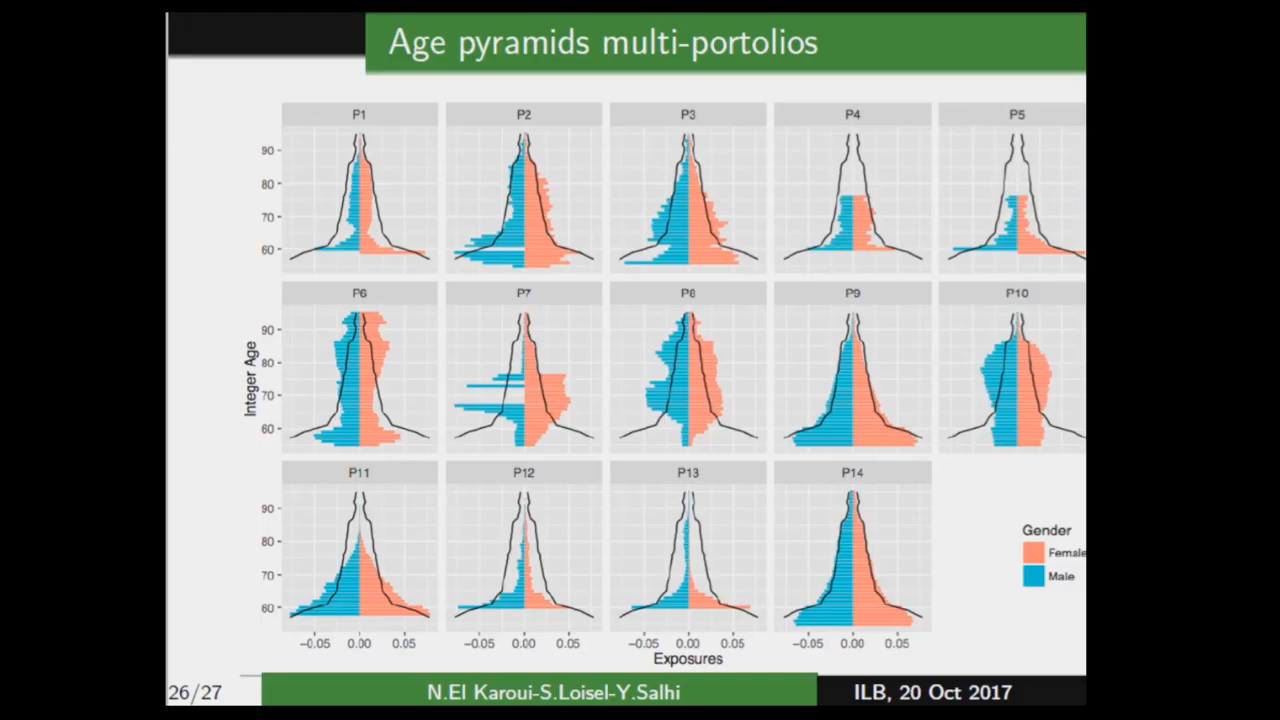 Age pyramids multi-portolios
P1 P2 P3 P4 P5
90
80
70
60
P6 P7 P8 P9 P10
90
80
70
60
Integer Age
P11 P12 P13 P14
90
80
70
60
Gender
Female
Male
−0.05 0.00 0.05 −0.05 0.00 0.05 −0.05 0.00 0.05 −0.05 0.00 0.05
Exposures
26/27 N.El Karoui-S.Loisel-Y.Salhi ILB, 20 Oct 2017